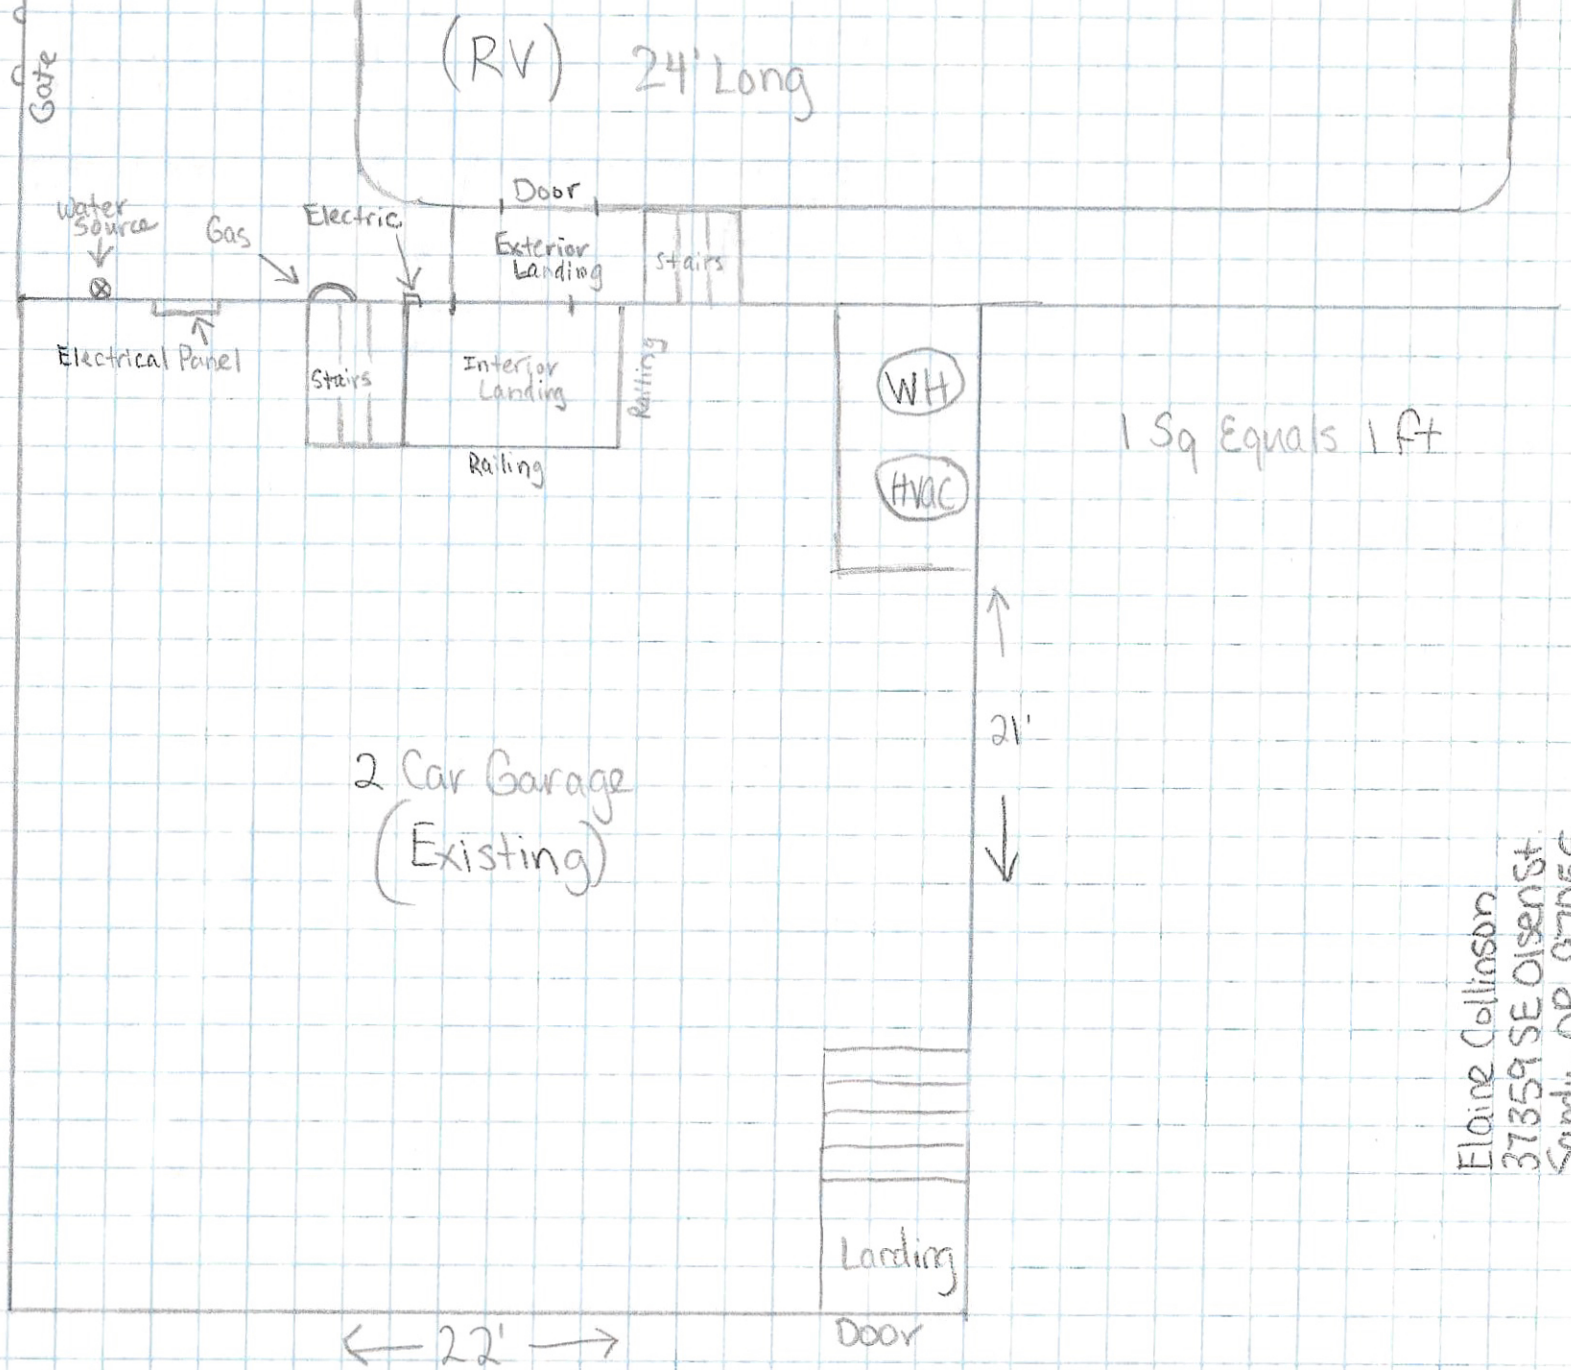 Gate
(RV) 24' Long
Door
Water
Source
Gas
Electric
Exterior
Landing
Stairs
Electrical Panel
Stairs
Interior
Landing
Railing
Railing
WH
HVAC
1 Sq Equals 1 ft
21'
2 Car Garage
(Existing)
Elaine Collinson
37359 SE Olsen St.
Sandy, OR
Landing
22'
Door